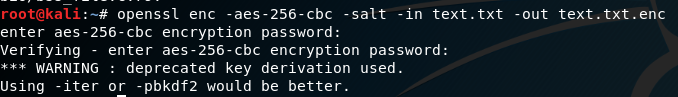 root@kali:~# openssl enc -aes-256-cbc -salt -in text.txt -out text.txt.enc
enter aes-256-cbc encryption password:
Verifying - enter aes-256-cbc encryption password:
*** WARNING : deprecated key derivation used.
Using -iter or -pbkdf2 would be better.